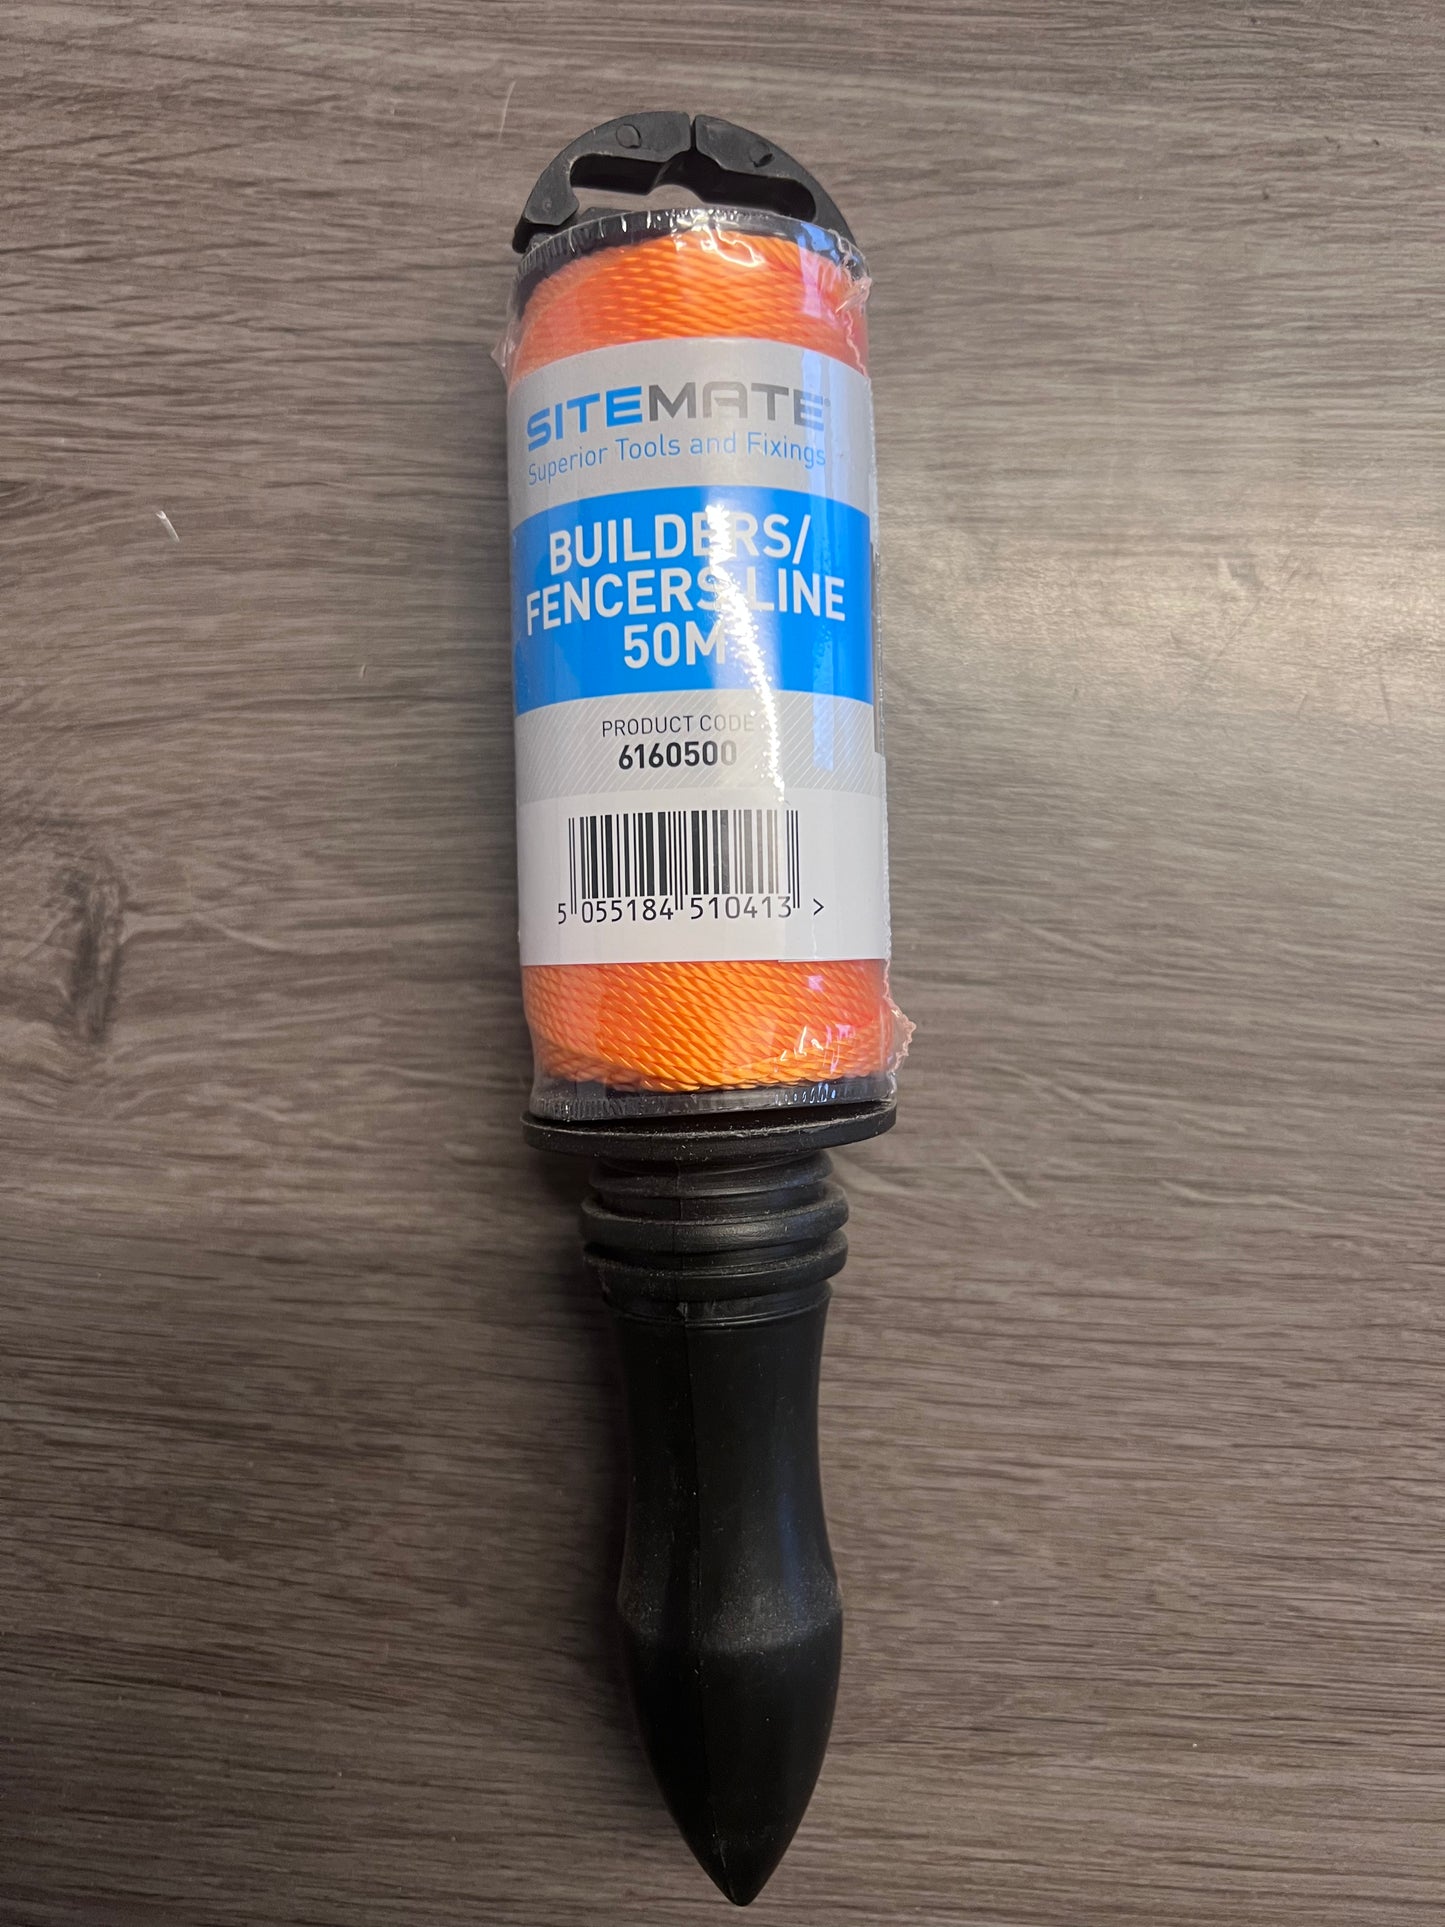 SITEMATE®
Superior Tools and Fixings
BUILDERS/
FENCERS LINE
50M
PRODUCT CODE
6160500
5 055184 510413 >